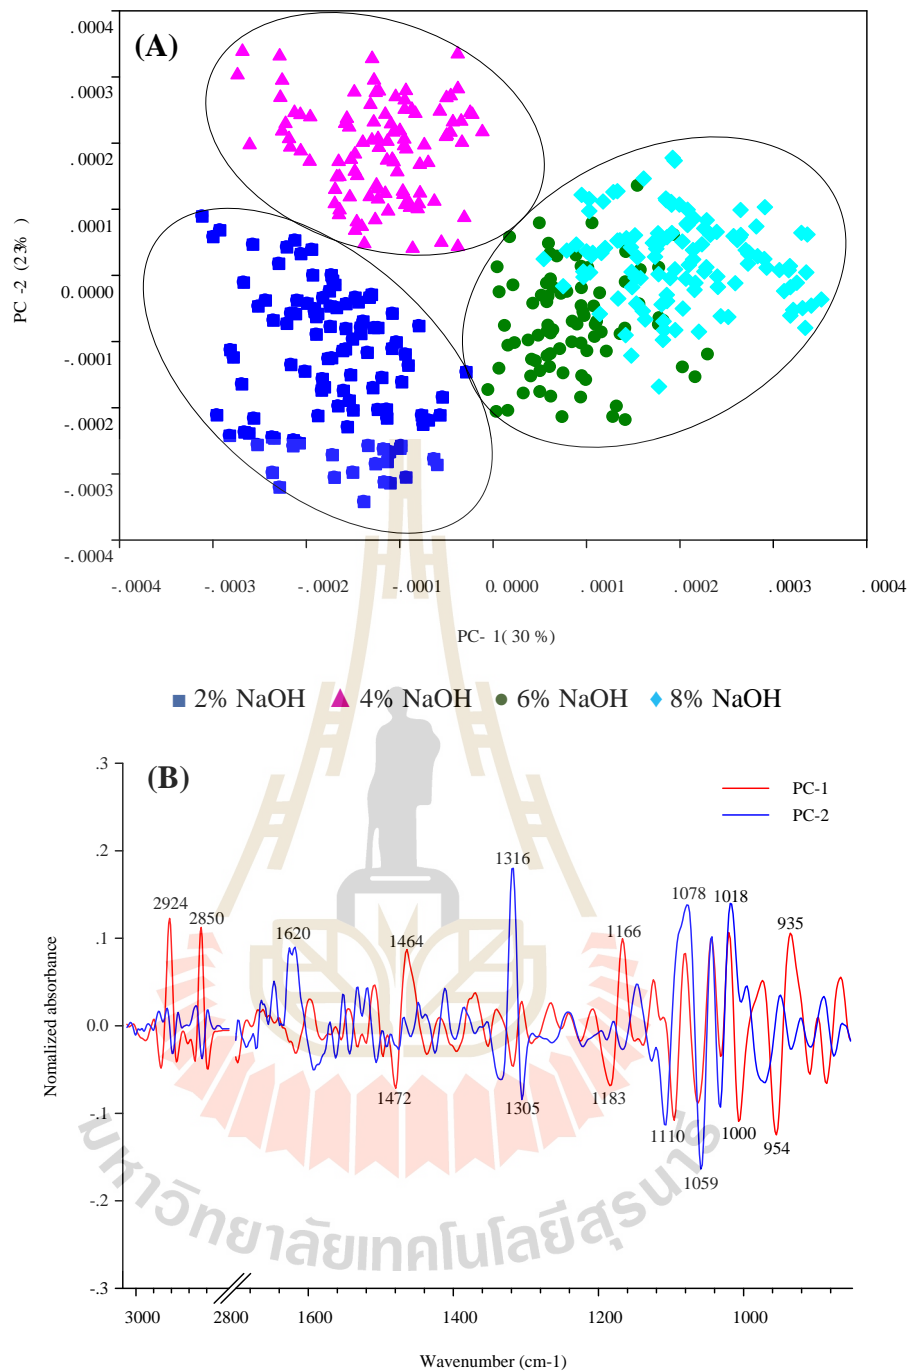 (A)
.0004
.0003
.0002
.0001
0.0000
-.0001
-.0002
-.0003
-.0004
PC -2 (23%)
-.0004 -.0003 -.0002 -.0001 0.0000 .0001 .0002 .0003 .0004
PC- 1( 30 %)
2% NaOH 4% NaOH 6% NaOH 8% NaOH
(B)
.3
.2
.1
0.0
-.1
-.2
-.3
Nomalized absorbance
PC-1
PC-2
2924
2850
1620
1464
1316
1166
1078
1018
935
1472
1305
1183
1110
1059
1000
954
มหาวิทยาลัยเทคโนโลยีสุรนารี
3000 2800 1600 1400 1200 1000
Wavenumber (cm-1)